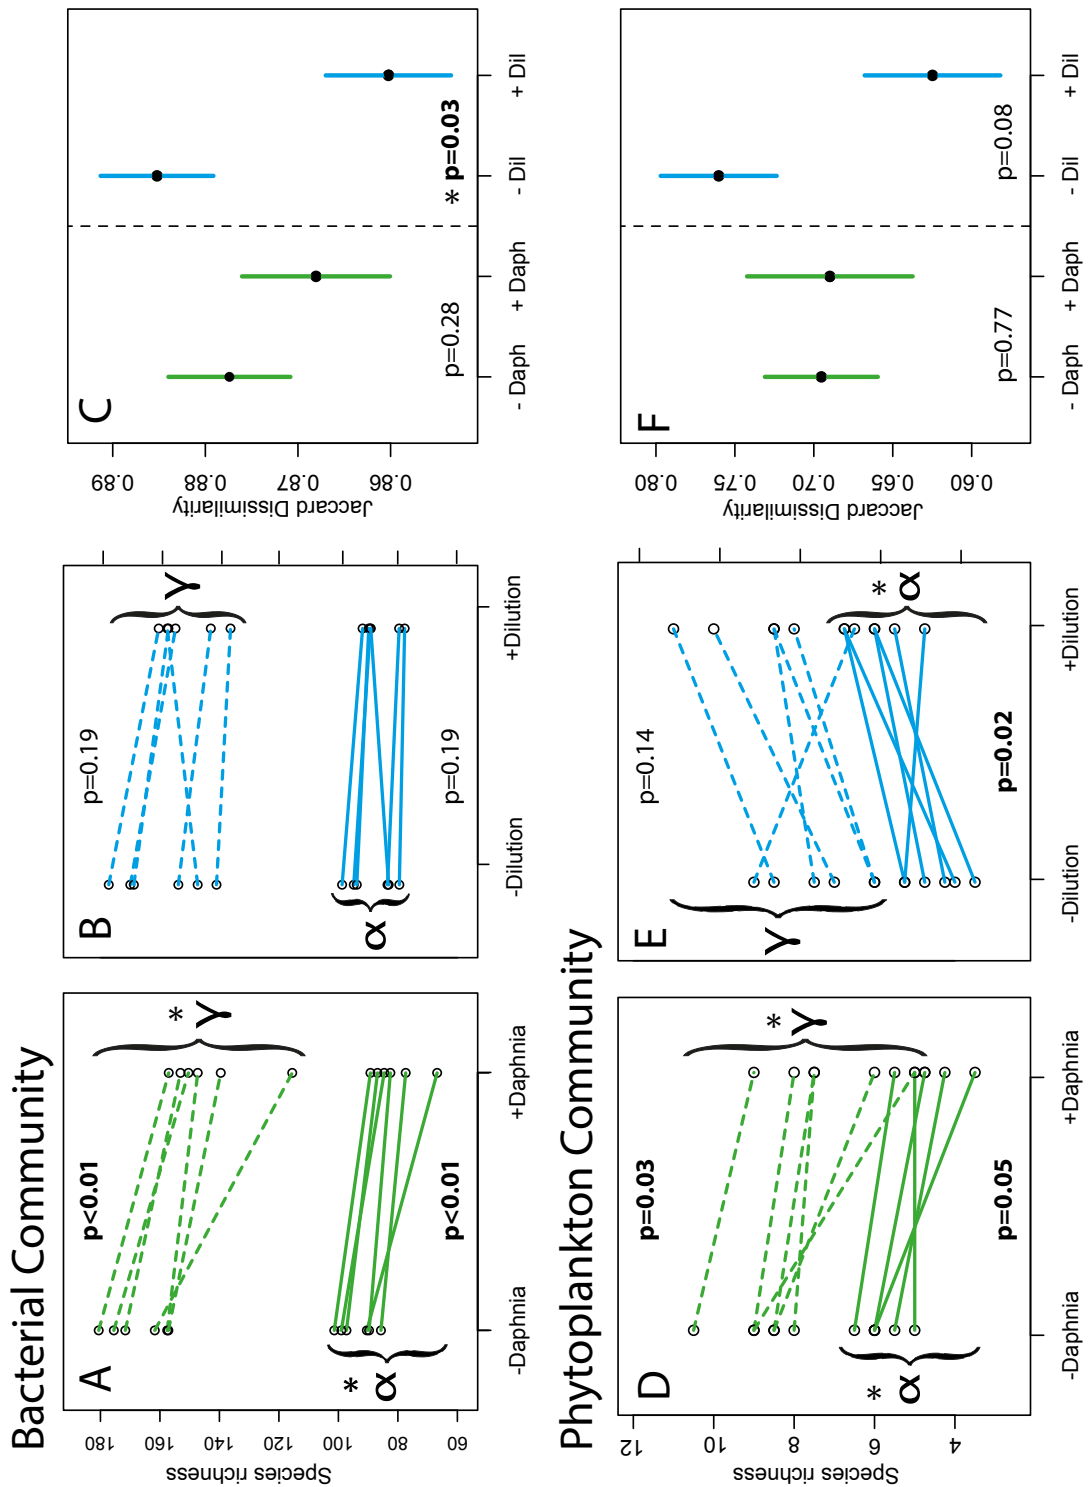 Bacterial Community
A
p<0.01
* γ
* α
p<0.01
180
160
140
120
100
80
60
Species richness
-Daphnia
+Daphnia
B
p=0.19
γ
α
p=0.19
-Dilution
+Dilution
C
0.89
0.88
0.87
0.86
Jaccard Dissimilarity
p=0.28
* p=0.03
- Daph
+ Daph
- Dil
+ Dil
Phytoplankton Community
D
p=0.03
* γ
* α
p=0.05
12
10
8
6
4
Species richness
-Daphnia
+Daphnia
E
p=0.14
γ
* α
p=0.02
-Dilution
+Dilution
F
0.80
0.75
0.70
0.65
0.60
Jaccard Dissimilarity
p=0.77
p=0.08
- Daph
+ Daph
- Dil
+ Dil